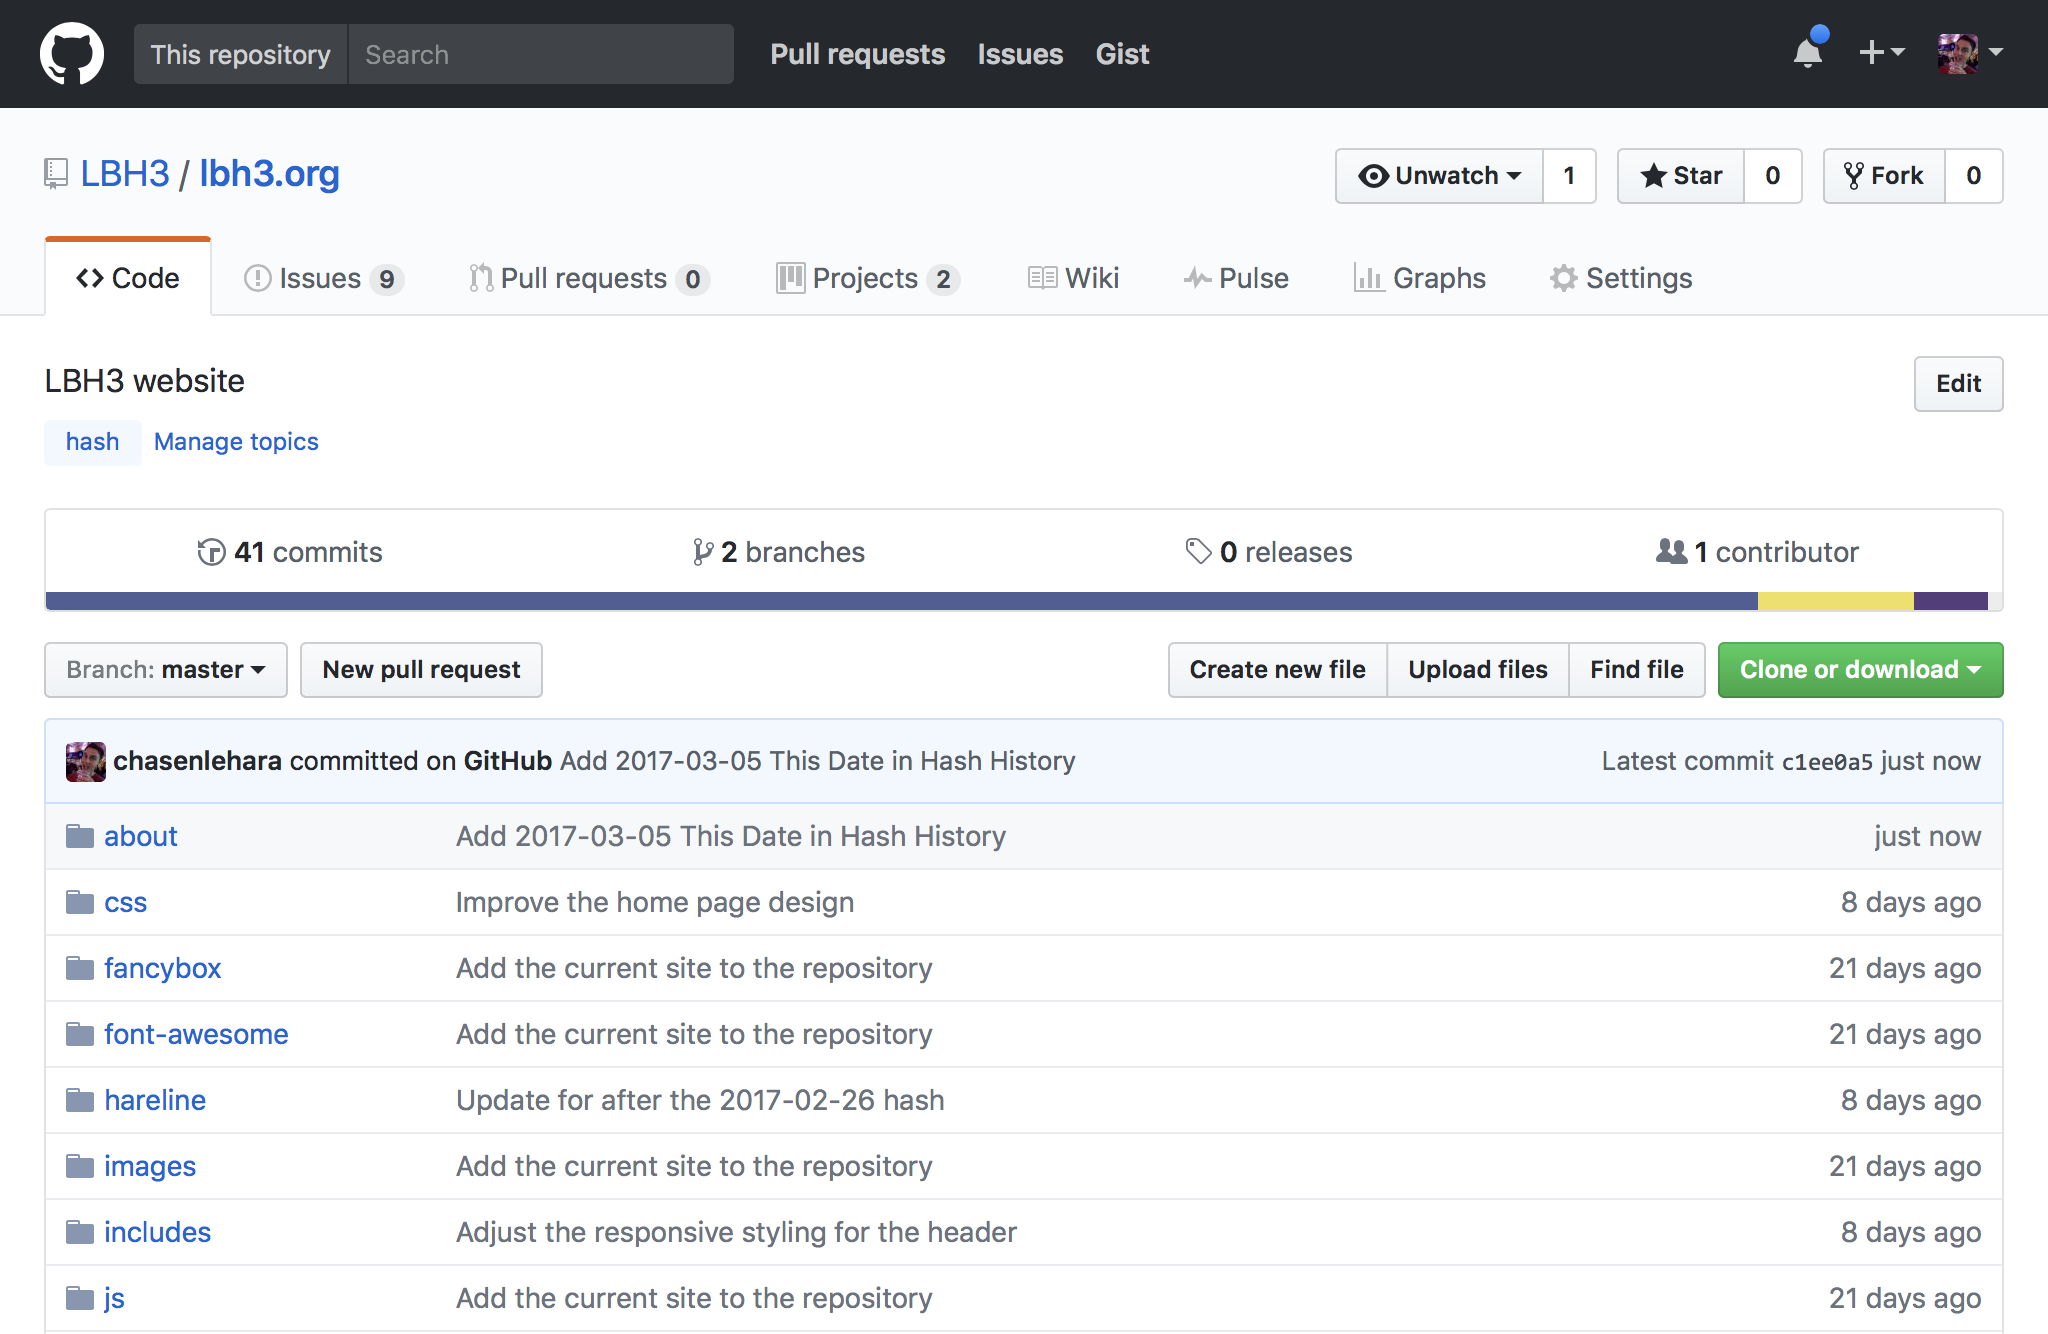 This repository Search Pull requests Issues Gist
LBH3 / lbh3.org Unwatch 1 Star 0 Fork 0
Code Issues 9 Pull requests 0 Projects 2 Wiki Pulse Graphs Settings
LBH3 website Edit
hash Manage topics
41 commits 2 branches 0 releases 1 contributor
Branch: master New pull request Create new file Upload files Find file Clone or download
chasenlehara committed on GitHub Add 2017-03-05 This Date in Hash History Latest commit c1ee0a5 just now
about Add 2017-03-05 This Date in Hash History just now
css Improve the home page design 8 days ago
fancybox Add the current site to the repository 21 days ago
font-awesome Add the current site to the repository 21 days ago
hareline Update for after the 2017-02-26 hash 8 days ago
images Add the current site to the repository 21 days ago
includes Adjust the responsive styling for the header 8 days ago
js Add the current site to the repository 21 days ago